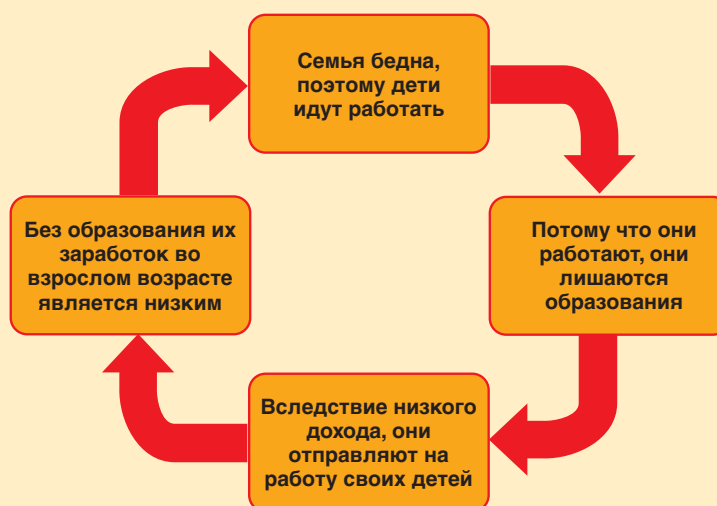 Семья бедна,
поэтому дети
идут работать
Потому что они
работают, они
лишаются
образования
Вследствие низкого
дохода, они
отправляют на
работу своих детей
Без образования их
заработок во
взрослом возрасте
является низким